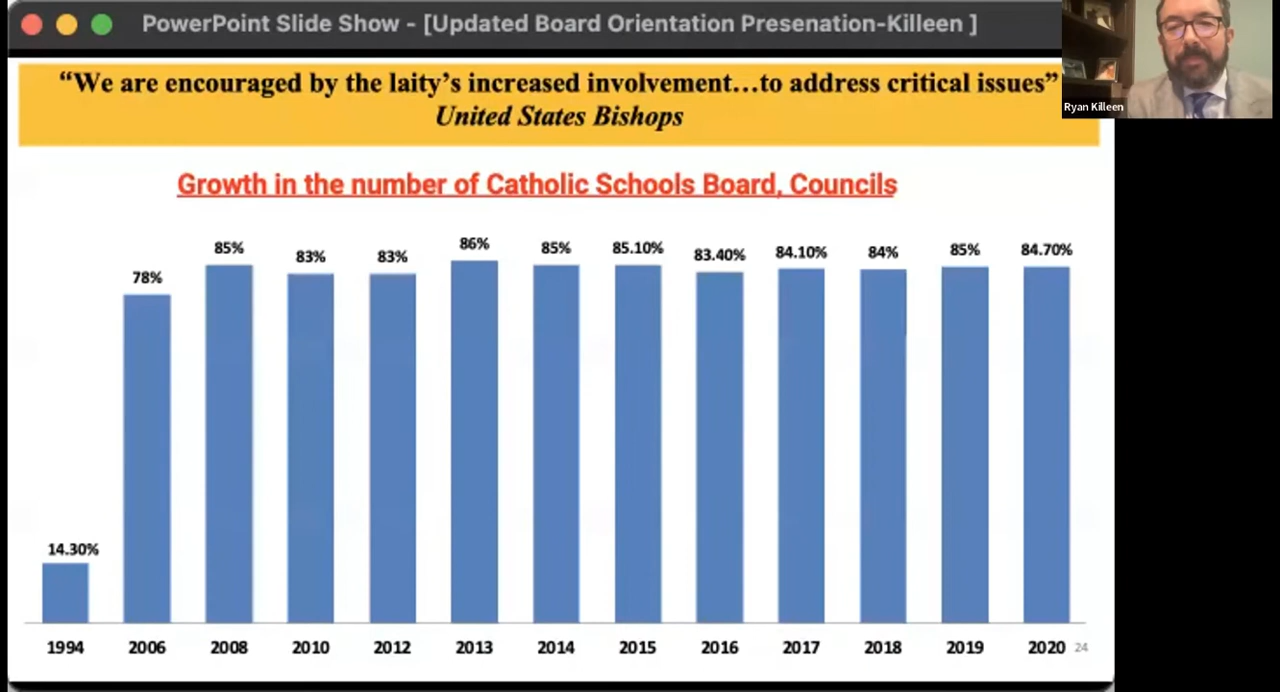 PowerPoint Slide Show - [Updated Board Orientation Presenation-Killeen ]
Ryan Killeen
“We are encouraged by the laity’s increased involvement…to address critical issues”
United States Bishops
Growth in the number of Catholic Schools Board, Councils
14.30% 78% 85% 83% 83% 86% 85% 85.10% 83.40% 84.10% 84% 85% 84.70%
1994 2006 2008 2010 2012 2013 2014 2015 2016 2017 2018 2019 2020 24